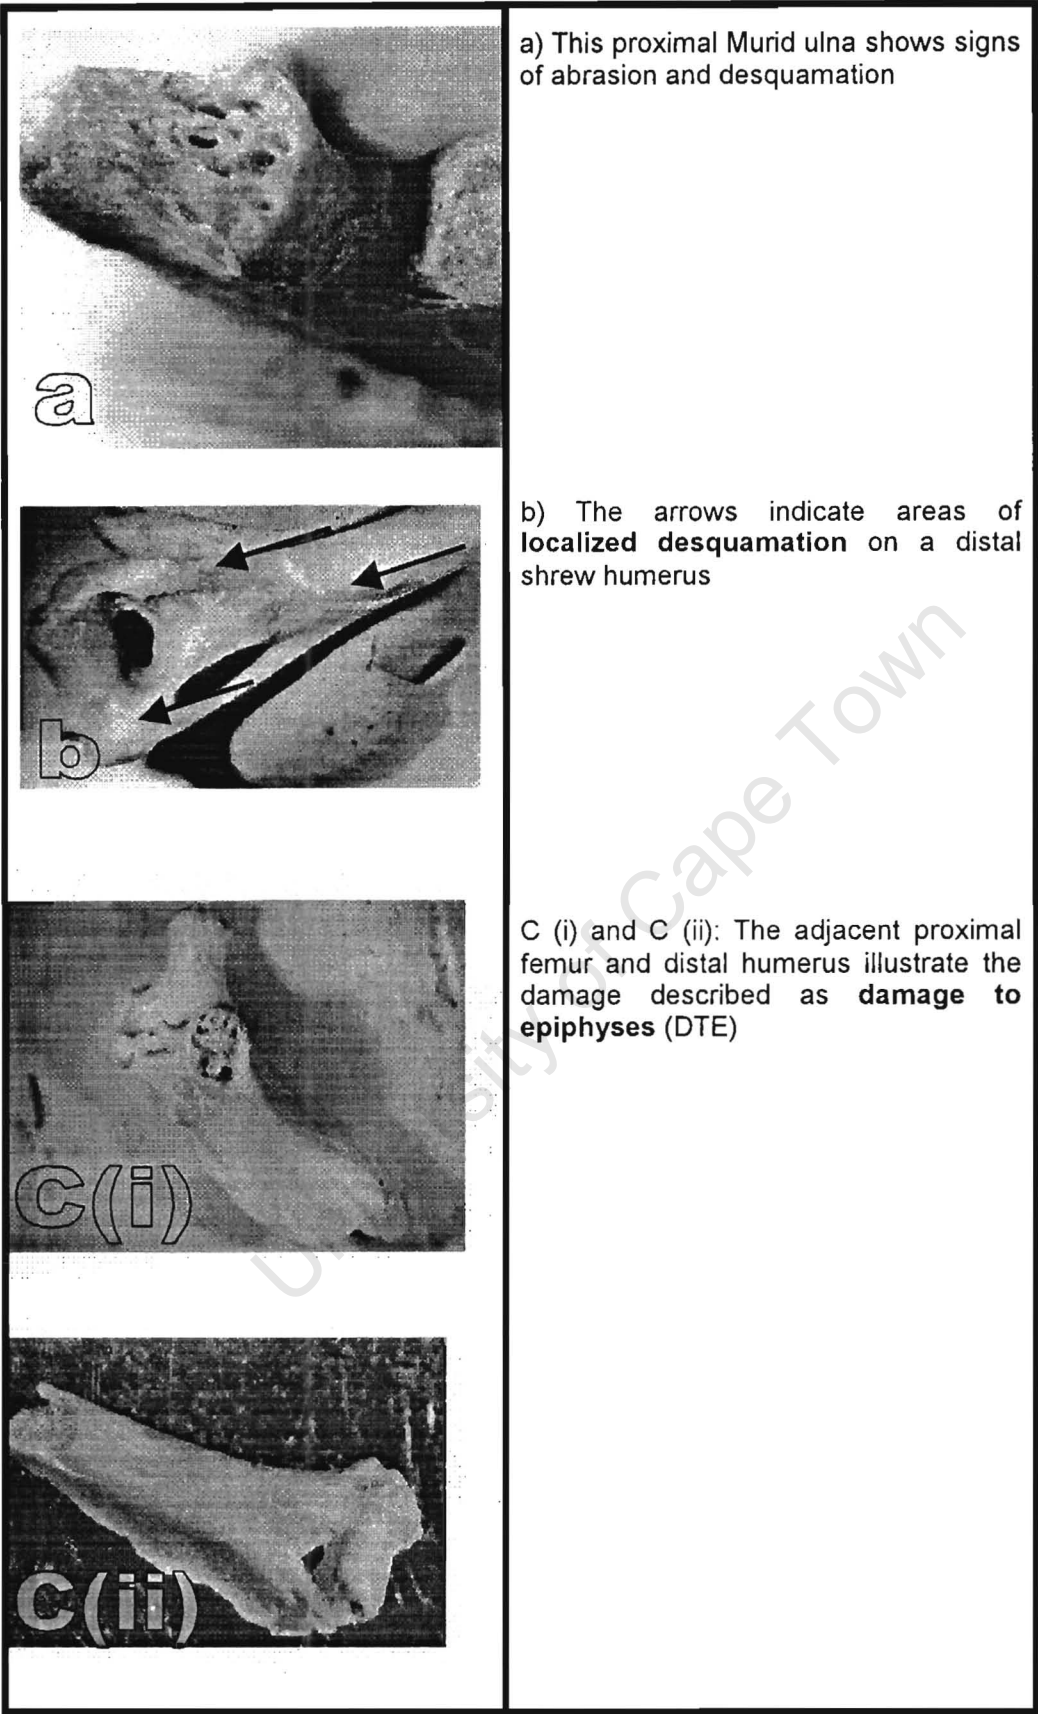 a) This proximal Murid ulna shows signs
of abrasion and desquamation
a
b) The arrows indicate areas of
localized desquamation on a distal
shrew humerus
b
C (i) and C (ii): The adjacent proximal
femur and distal humerus illustrate the
damage described as damage to
epiphyses (DTE)
C(i)
C(ii)
University of Cape Town